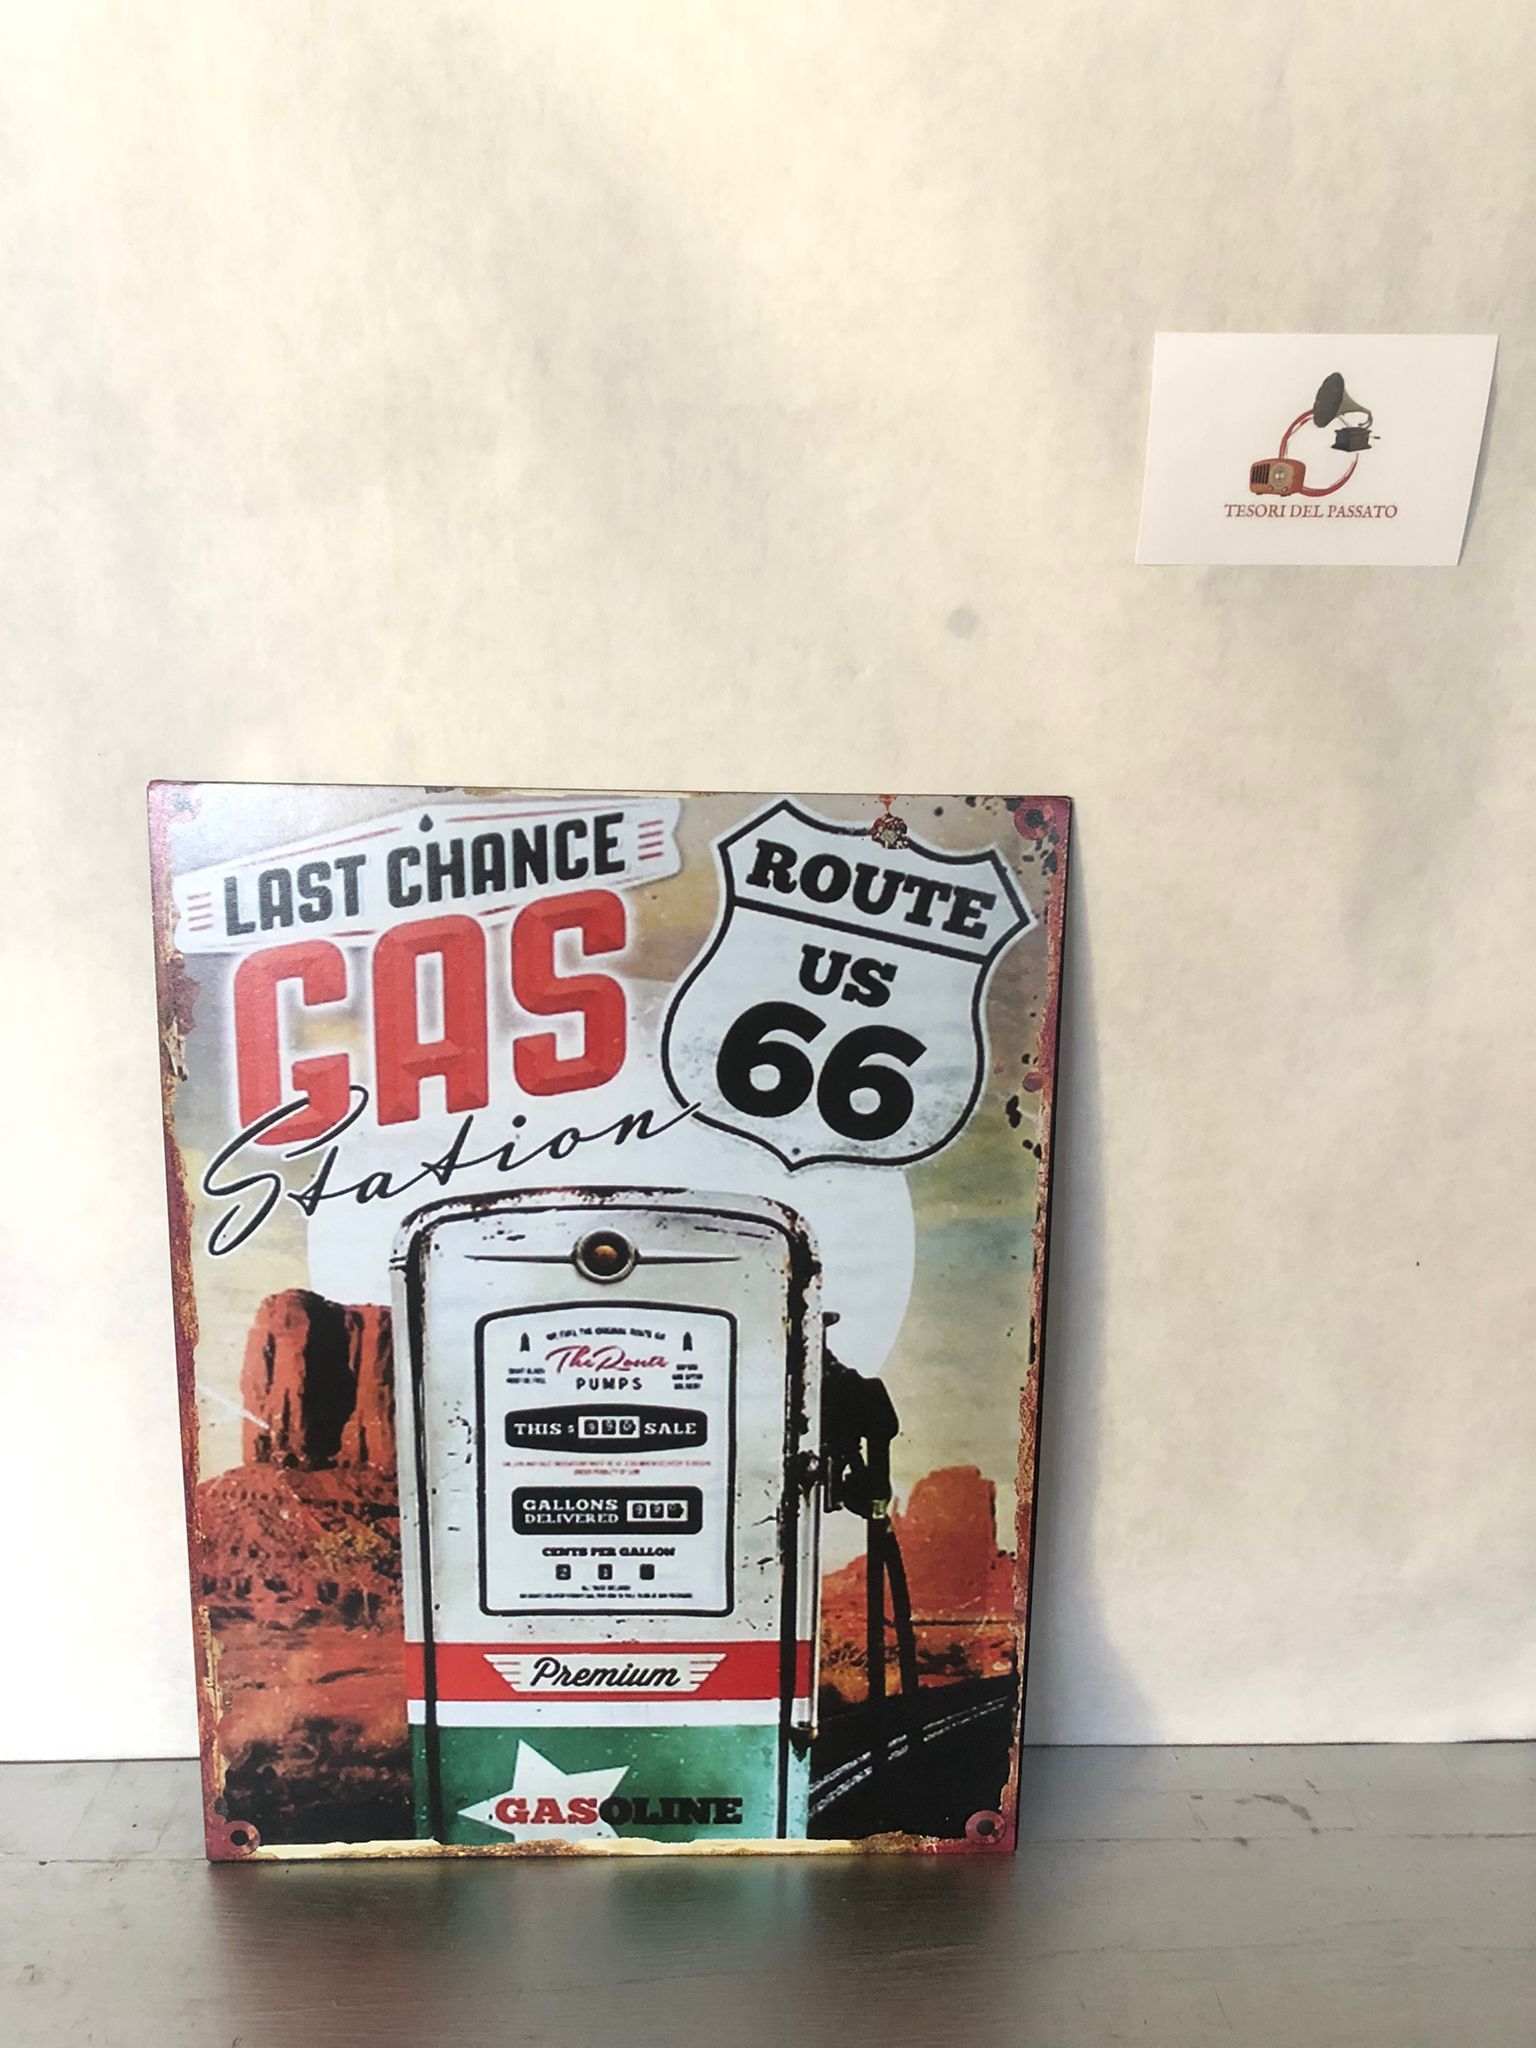 TESORI DEL PASSATO
LAST CHANCE
GAS
Station
ROUTE
US
66
The Route
PUMPS
THIS $ SALE
GALLONS
DELIVERED
CENTS PER GALLON
Premium
GASOLINE